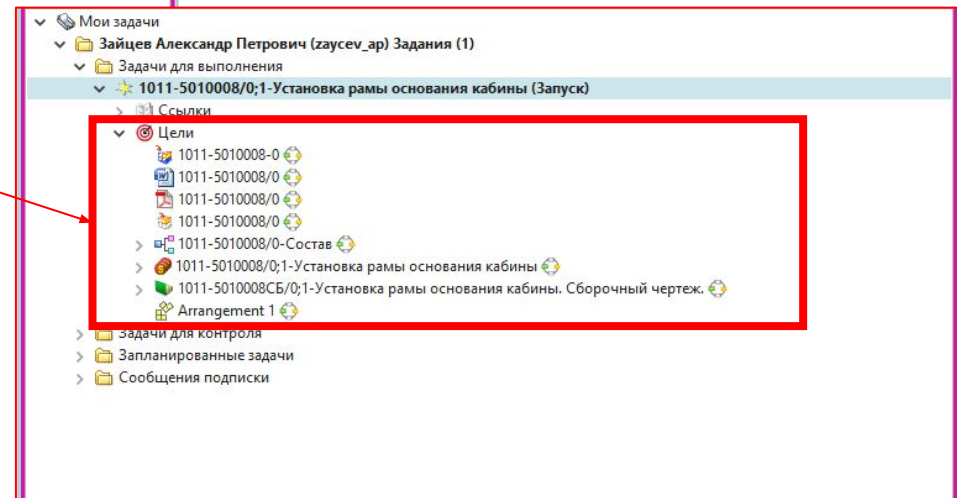 Мои задачи
Зайцев Александр Петрович (zaycev_ap) Задания (1)
Задачи для выполнения
1011-5010008/0;1-Установка рамы основания кабины (Запуск)
Ссылки
Цели
1011-5010008-0
1011-5010008/0
1011-5010008/0
1011-5010008/0
1011-5010008/0-Состав
1011-5010008/0;1-Установка рамы основания кабины
1011-5010008СБ/0;1-Установка рамы основания кабины. Сборочный чертеж.
Arrangement 1
Задачи для контроля
Запланированные задачи
Сообщения подписки